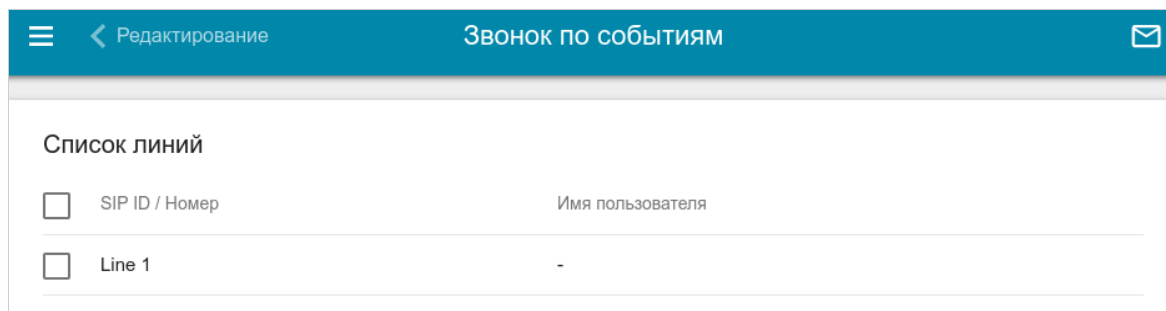 Редактирование
Звонок по событиям
Список линий
SIP ID / Номер Имя пользователя
Line 1 -